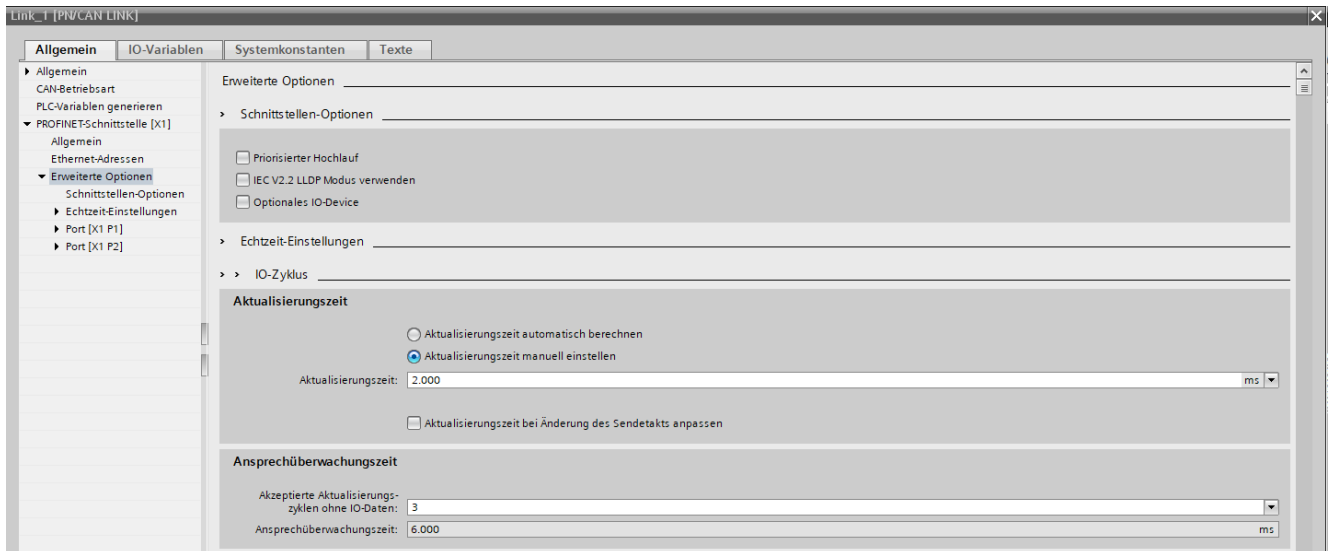 Link_1 [PN/CAN LINK]
Allgemein IO-Variablen Systemkonstanten Texte
Allgemein
CAN-Betriebsart
PLC-Variablen generieren
PROFINET-Schnittstelle [X1]
Allgemein
Ethernet-Adressen
Erweiterte Optionen
Schnittstellen-Optionen
Echtzeit-Einstellungen
Port [X1 P1]
Port [X1 P2]
Erweiterte Optionen
Schnittstellen-Optionen
Priorisierter Hochlauf
IEC V2.2 LLDP Modus verwenden
Optionales IO-Device
Echtzeit-Einstellungen
IO-Zyklus
Aktualisierungszeit
Aktualisierungszeit automatisch berechnen
Aktualisierungszeit manuell einstellen
Aktualisierungszeit: 2.000 ms
Aktualisierungszeit bei Änderung des Sendetakts anpassen
Ansprechüberwachungszeit
Akzeptierte Aktualisierungs-
zyklen ohne IO-Daten: 3
Ansprechüberwachungszeit: 6.000 ms